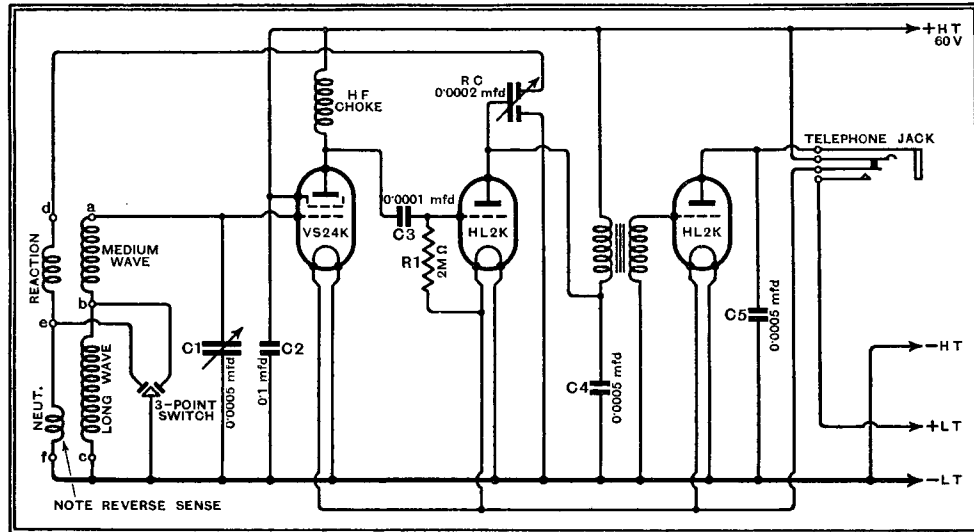 +HT
60 V
HF
CHOKE
RC
0·0002 mfd
TELEPHONE JACK
d
a
0·0001 mfd
C3
VS24K
HL2K
HL2K
REACTION
MEDIUM
WAVE
R1
2MΩ
b
e
C1
0·0005 mfd
C2
0·1 mfd
C5
0·0005 mfd
-HT
LONG WAVE
3-POINT
SWITCH
C4
0·0005 mfd
NEUT.
+LT
f
c
-LT
NOTE REVERSE SENSE